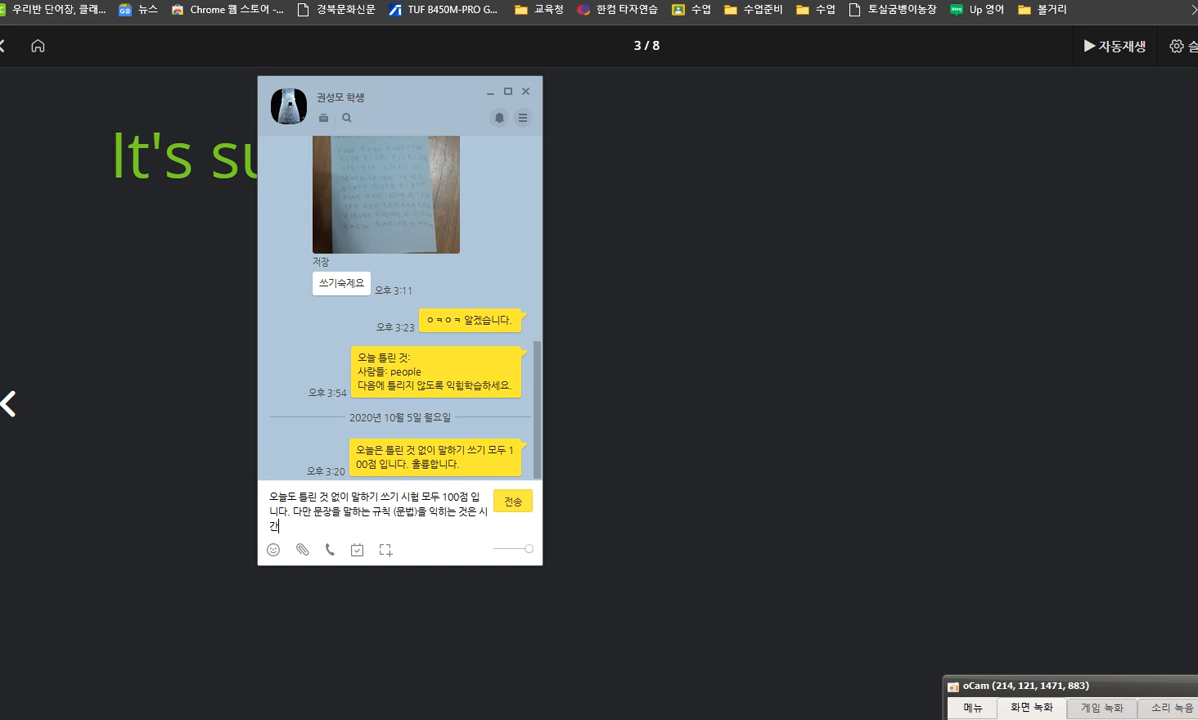 우리반 단어장, 클래... 뉴스 Chrome 웹 스토어 -... 경북문화신문 TUF B450M-PRO G... 교육청 한컴 타자연습 수업 수업준비 수업 토실굼벵이농장 Up 영어 볼거리
3 / 8
▶자동재생
슬
It's su
권성모 학생
저장
쓰기숙제요
오후 3:11
ㅇㅋㅇㅋ 알겠습니다.
오후 3:23
오늘 틀린 것:
사람들: people
다음에 틀리지 않도록 익힘학습하세요.
오후 3:54
2020년 10월 5일 월요일
오늘은 틀린 것 없이 말하기 쓰기 모두 1
00점 입니다. 훌륭합니다.
오후 3:20
오늘도 틀린 것 없이 말하기 쓰기 시험 모두 100점 입
니다. 다만 문장을 말하는 규칙 (문법)을 익히는 것은 시
간
전송
oCam (214, 121, 1471, 883)
메뉴 화면 녹화 게임 녹화 소리 녹음